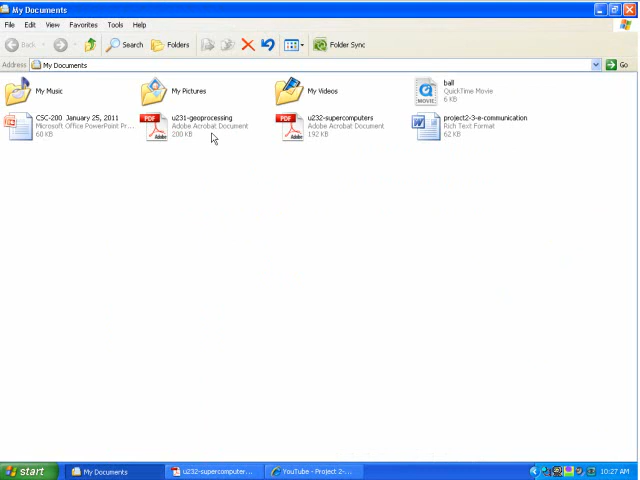 My Documents
File Edit View Favorites Tools Help
Back Search Folders Folder Sync
Address My Documents Go
My Music My Pictures My Videos ball
QuickTime Movie
6 KB
CSC-200 January 25, 2011 u231-geoprocessing u232-supercomputers project2-3-e-communication
Microsoft Office PowerPoint Pr... Adobe Acrobat Document Adobe Acrobat Document Rich Text Format
60 KB 200 KB 192 KB 62 KB
start My Documents u232-supercomputer... YouTube - Project 2-... 10:27 AM